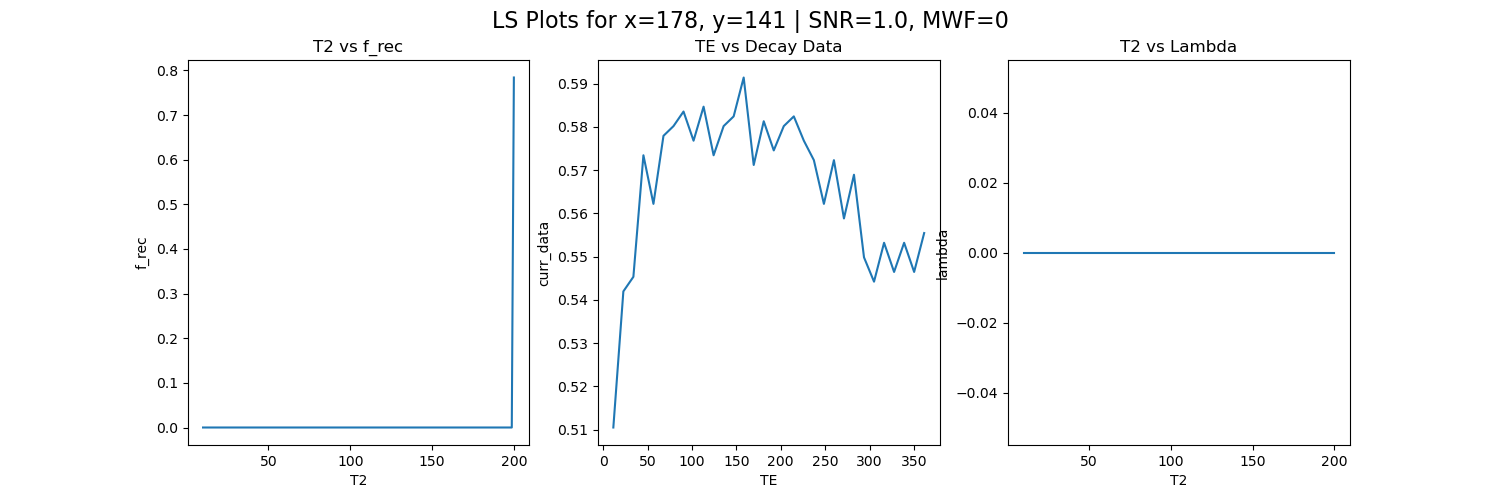 LS Plots for x=178, y=141 | SNR=1.0, MWF=0
T2 vs f_rec
0.8
0.7
0.6
0.5
0.4
0.3
0.2
0.1
0.0
f_rec
50 100 150 200
T2
TE vs Decay Data
0.59
0.58
0.57
0.56
0.55
0.54
0.53
0.52
0.51
curr_data
0 50 100 150 200 250 300 350
TE
T2 vs Lambda
0.04
0.02
0.00
−0.02
−0.04
lambda
50 100 150 200
T2